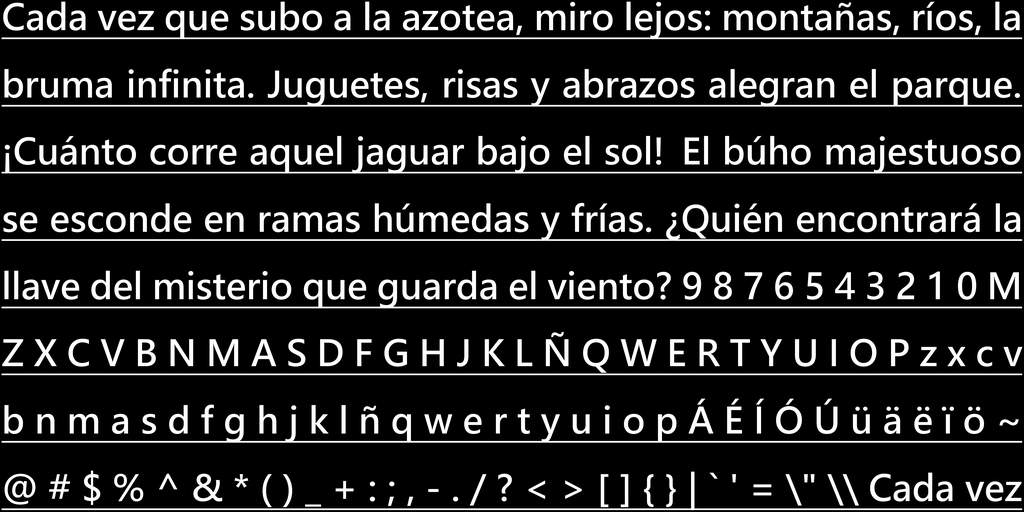 Cada vez que subo a la azotea, miro lejos: montañas, ríos, la
bruma infinita. Juguetes, risas y abrazos alegran el parque.
¡Cuánto corre aquel jaguar bajo el sol! El búho majestuoso
se esconde en ramas húmedas y frías. ¿Quién encontrará la
llave del misterio que guarda el viento? 9 8 7 6 5 4 3 2 1 0 M
Z X C V B N M A S D F G H J K L Ñ Q W E R T Y U I O P z x c v
b n m a s d f g h j k l ñ q w e r t y u i o p Á É Í Ó Ú ü ä ë ï ö ~
@ # $ % ^ & * ( ) _ + : ; , - . / ? < > [ ] { } | ` ' = \" \\ Cada vez